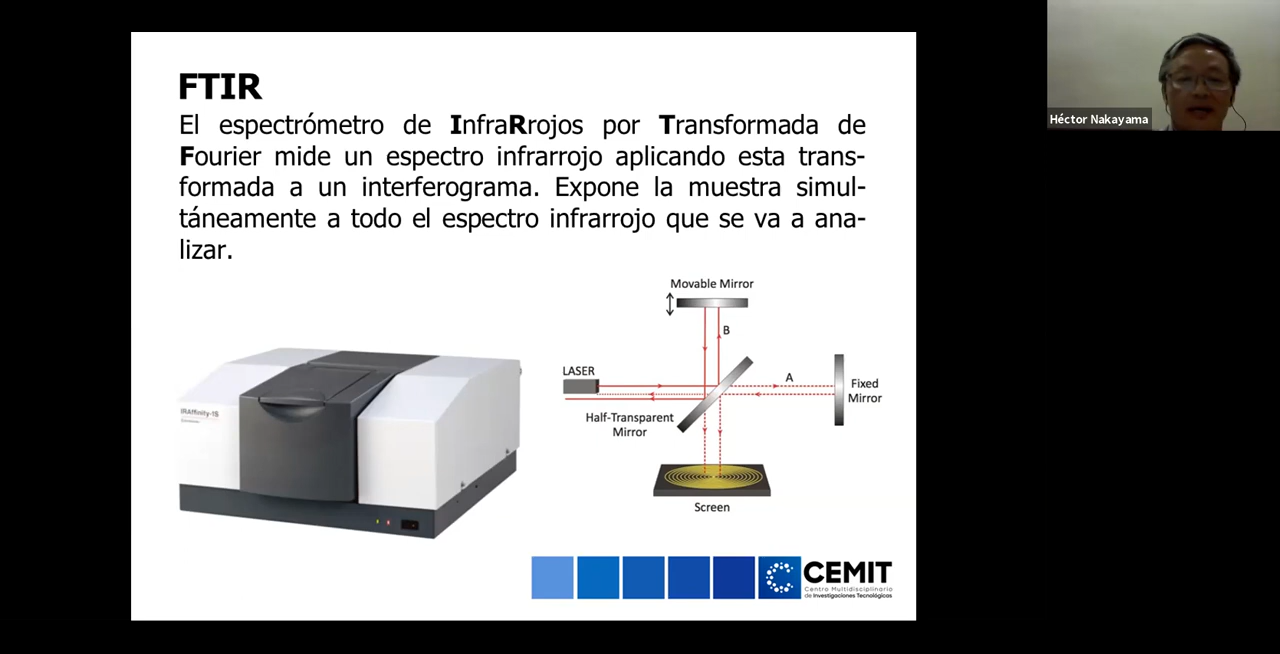 FTIR
El espectrómetro de InfraRrojos por Transformada de
Fourier mide un espectro infrarrojo aplicando esta trans-
formada a un interferograma. Expone la muestra simul-
táneamente a todo el espectro infrarrojo que se va a ana-
lizar.
Héctor Nakayama
IRAffinity-1S
Movable Mirror
B
LASER
A
Fixed
Mirror
Half-Transparent
Mirror
Screen
CEMIT
Centro Multidisciplinario
de Investigaciones Tecnológicas